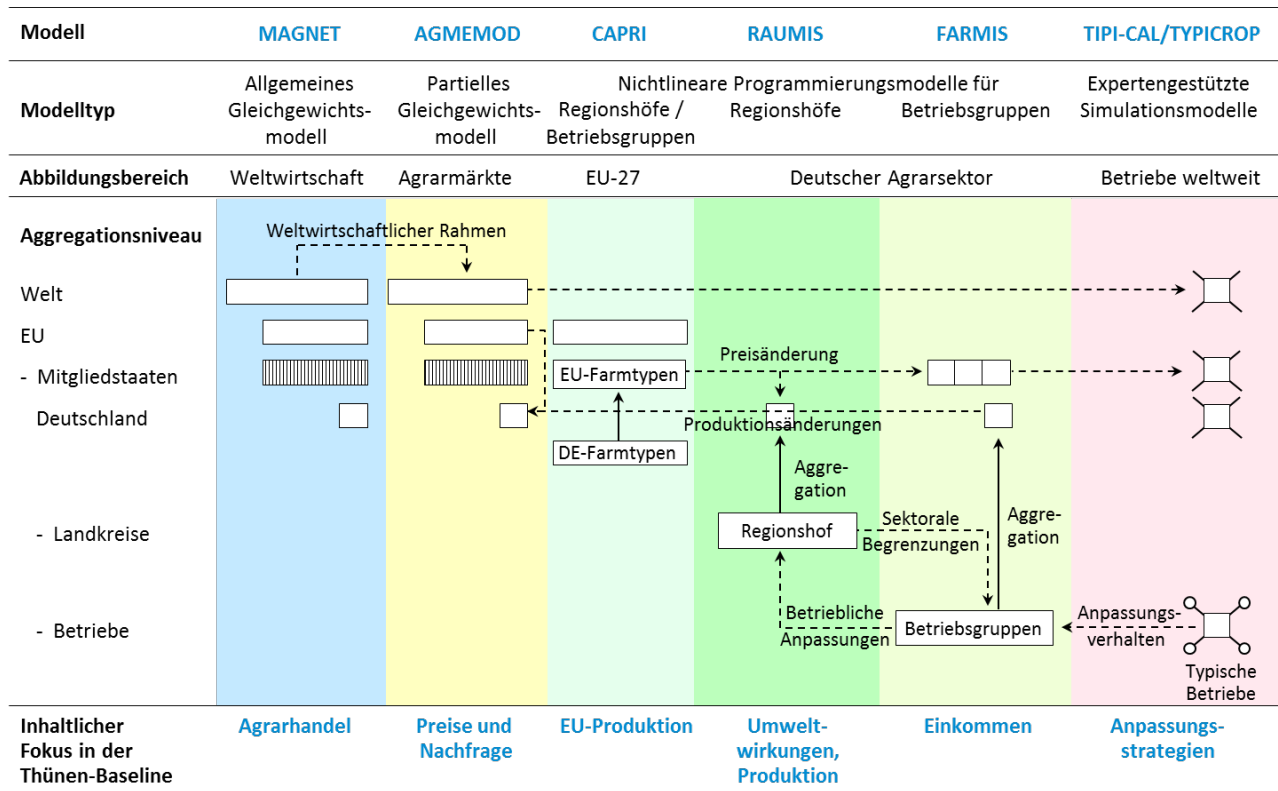 Modell MAGNET AGMEMOD CAPRI RAUMIS FARMIS TIPI-CAL/TYPICROP
Allgemeines Partielles Nichtlineare Programmierungsmodelle für Expertengestützte
Modelltyp Gleichgewichts- Gleichgewichts- Regionshöfe / Regionshöfe Betriebsgruppen Simulationsmodelle
modell modell Betriebsgruppen
Abbildungsbereich Weltwirtschaft Agrarmärkte EU-27 Deutscher Agrarsektor Betriebe weltweit
Aggregationsniveau Weltwirtschaftlicher Rahmen
Welt
EU
Preisänderung
- Mitgliedstaaten EU-Farmtypen
Deutschland Produktionsänderungen
DE-Farmtypen
Aggre-
gation
- Landkreise Regionshof Sektorale Aggre-
Begrenzungen gation
Betriebliche Anpassungs-
- Betriebe Anpassungen Betriebsgruppen verhalten
Typische
Betriebe
Inhaltlicher Agrarhandel Preise und EU-Produktion Umwelt- Einkommen Anpassungs-
Fokus in der Nachfrage wirkungen, strategien
Thünen-Baseline Produktion